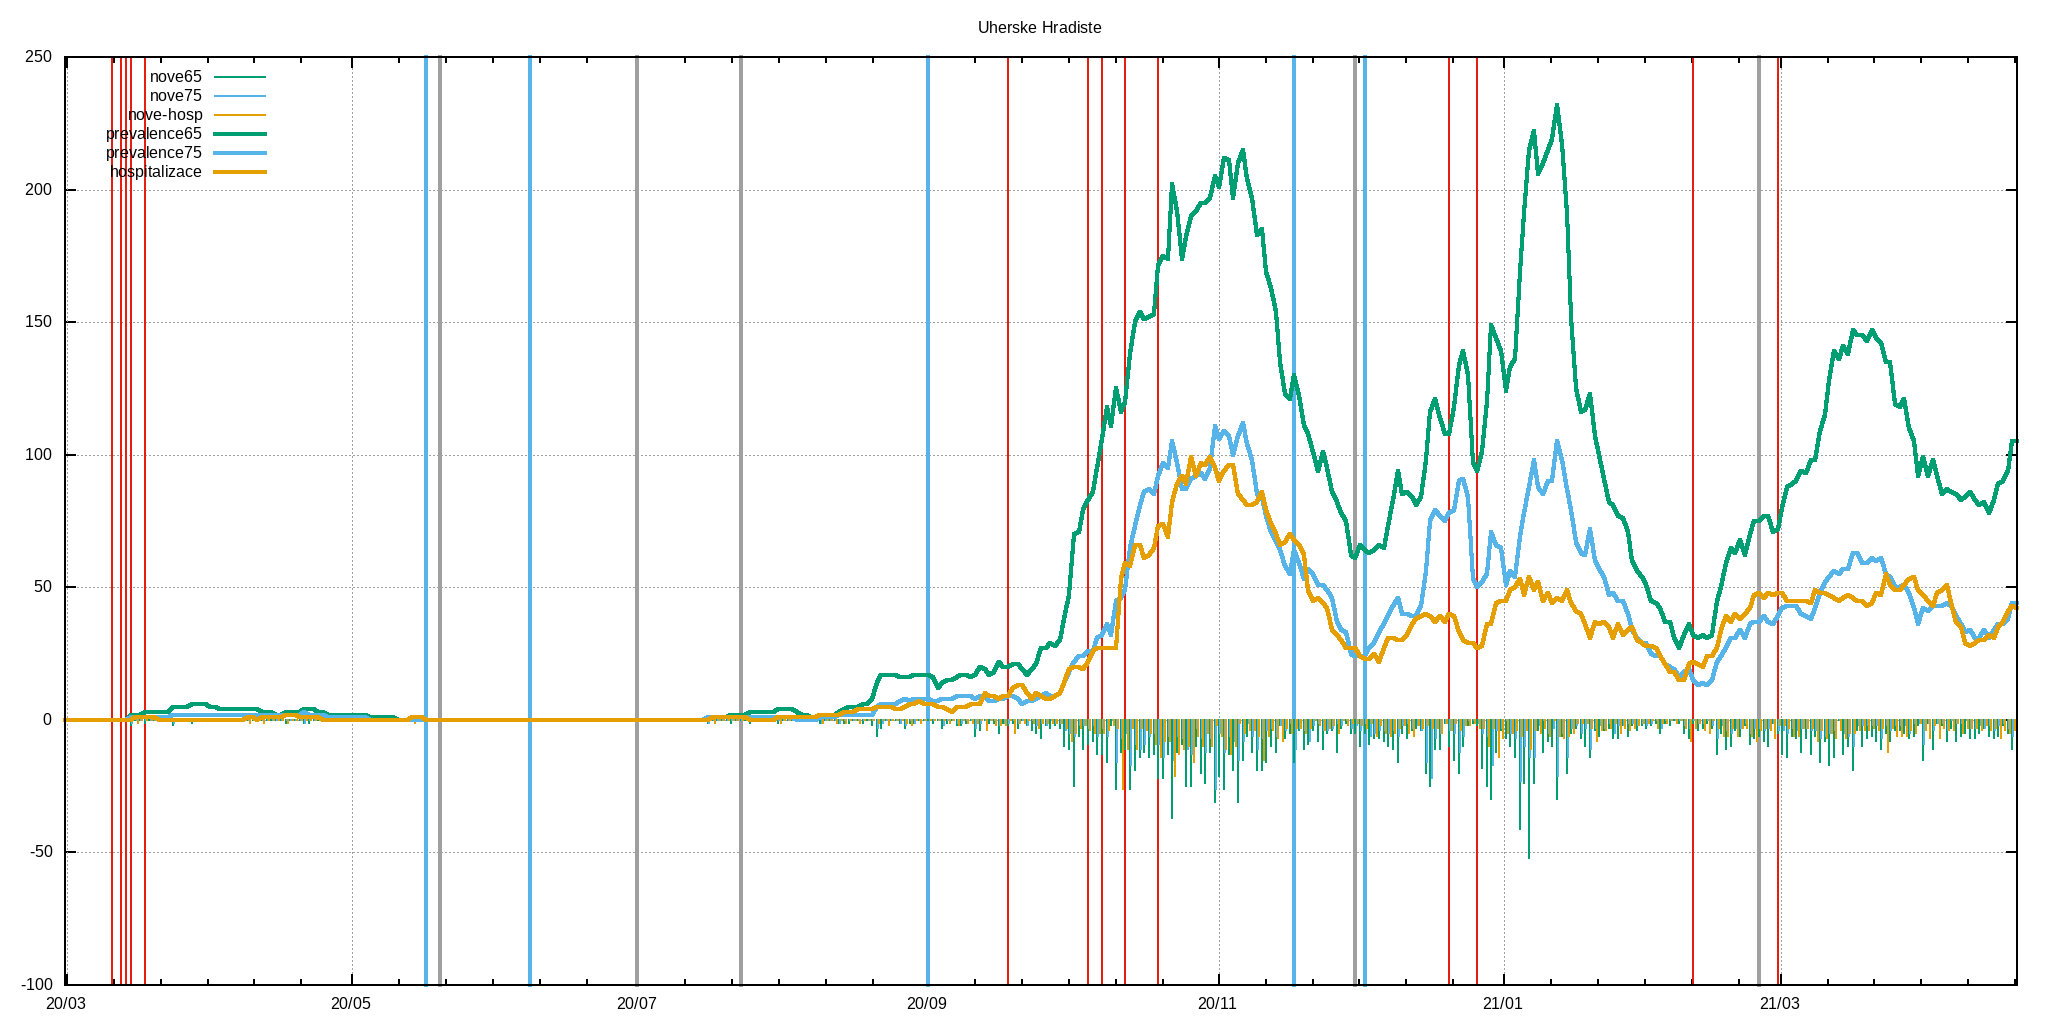 Uherske Hradiste
250
200
150
100
50
0
-50
-100
nove65
nove75
nove-hosp
prevalence65
prevalence75
hospitalizace
20/03 20/05 20/07 20/09 20/11 21/01 21/03